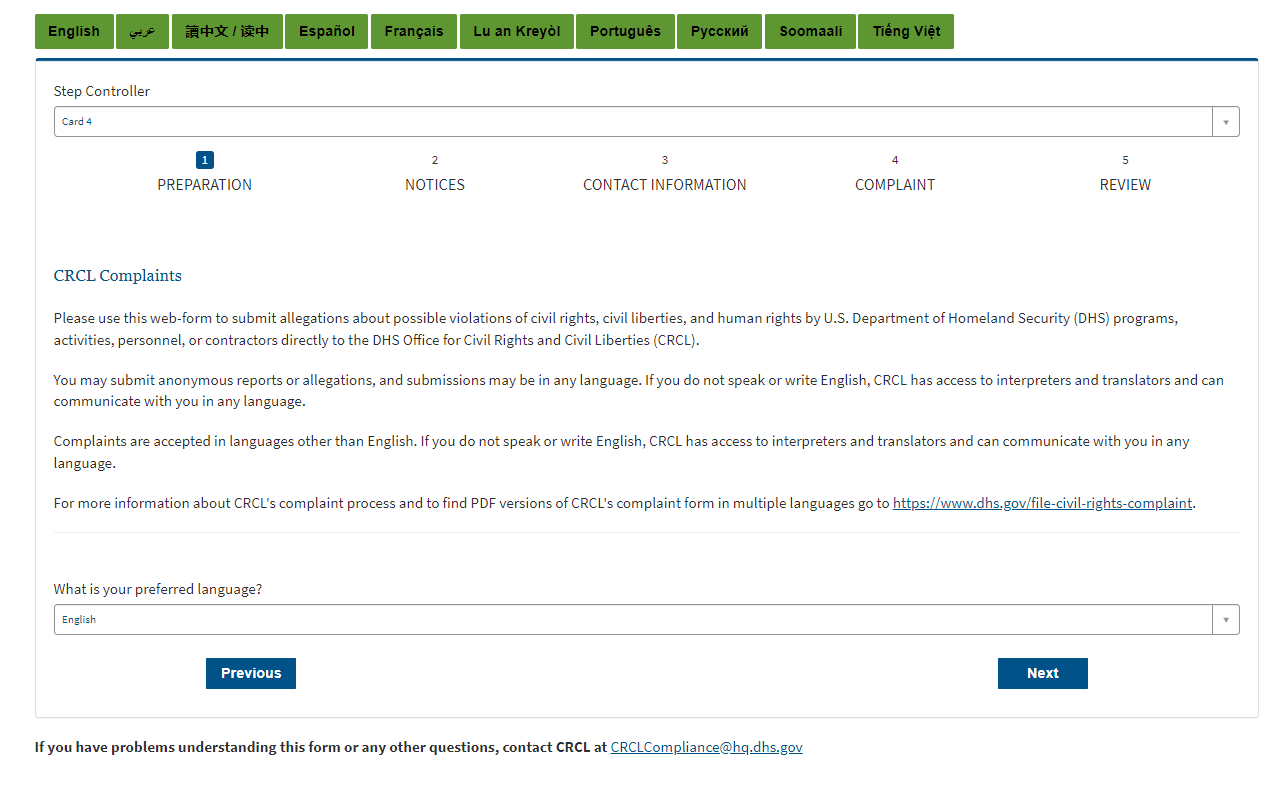 English عربي 讀中文 / 读中 Español Français Lu an Kreyòl Português Русский Soomaali Tiếng Việt
Step Controller
Card 4
1 2 3 4 5
PREPARATION NOTICES CONTACT INFORMATION COMPLAINT REVIEW
CRCL Complaints
Please use this web-form to submit allegations about possible violations of civil rights, civil liberties, and human rights by U.S. Department of Homeland Security (DHS) programs,
activities, personnel, or contractors directly to the DHS Office for Civil Rights and Civil Liberties (CRCL).
You may submit anonymous reports or allegations, and submissions may be in any language. If you do not speak or write English, CRCL has access to interpreters and translators and can
communicate with you in any language.
Complaints are accepted in languages other than English. If you do not speak or write English, CRCL has access to interpreters and translators and can communicate with you in any
language.
For more information about CRCL's complaint process and to find PDF versions of CRCL's complaint form in multiple languages go to https://www.dhs.gov/file-civil-rights-complaint.
What is your preferred language?
English
Previous Next
If you have problems understanding this form or any other questions, contact CRCL at CRCLCompliance@hq.dhs.gov